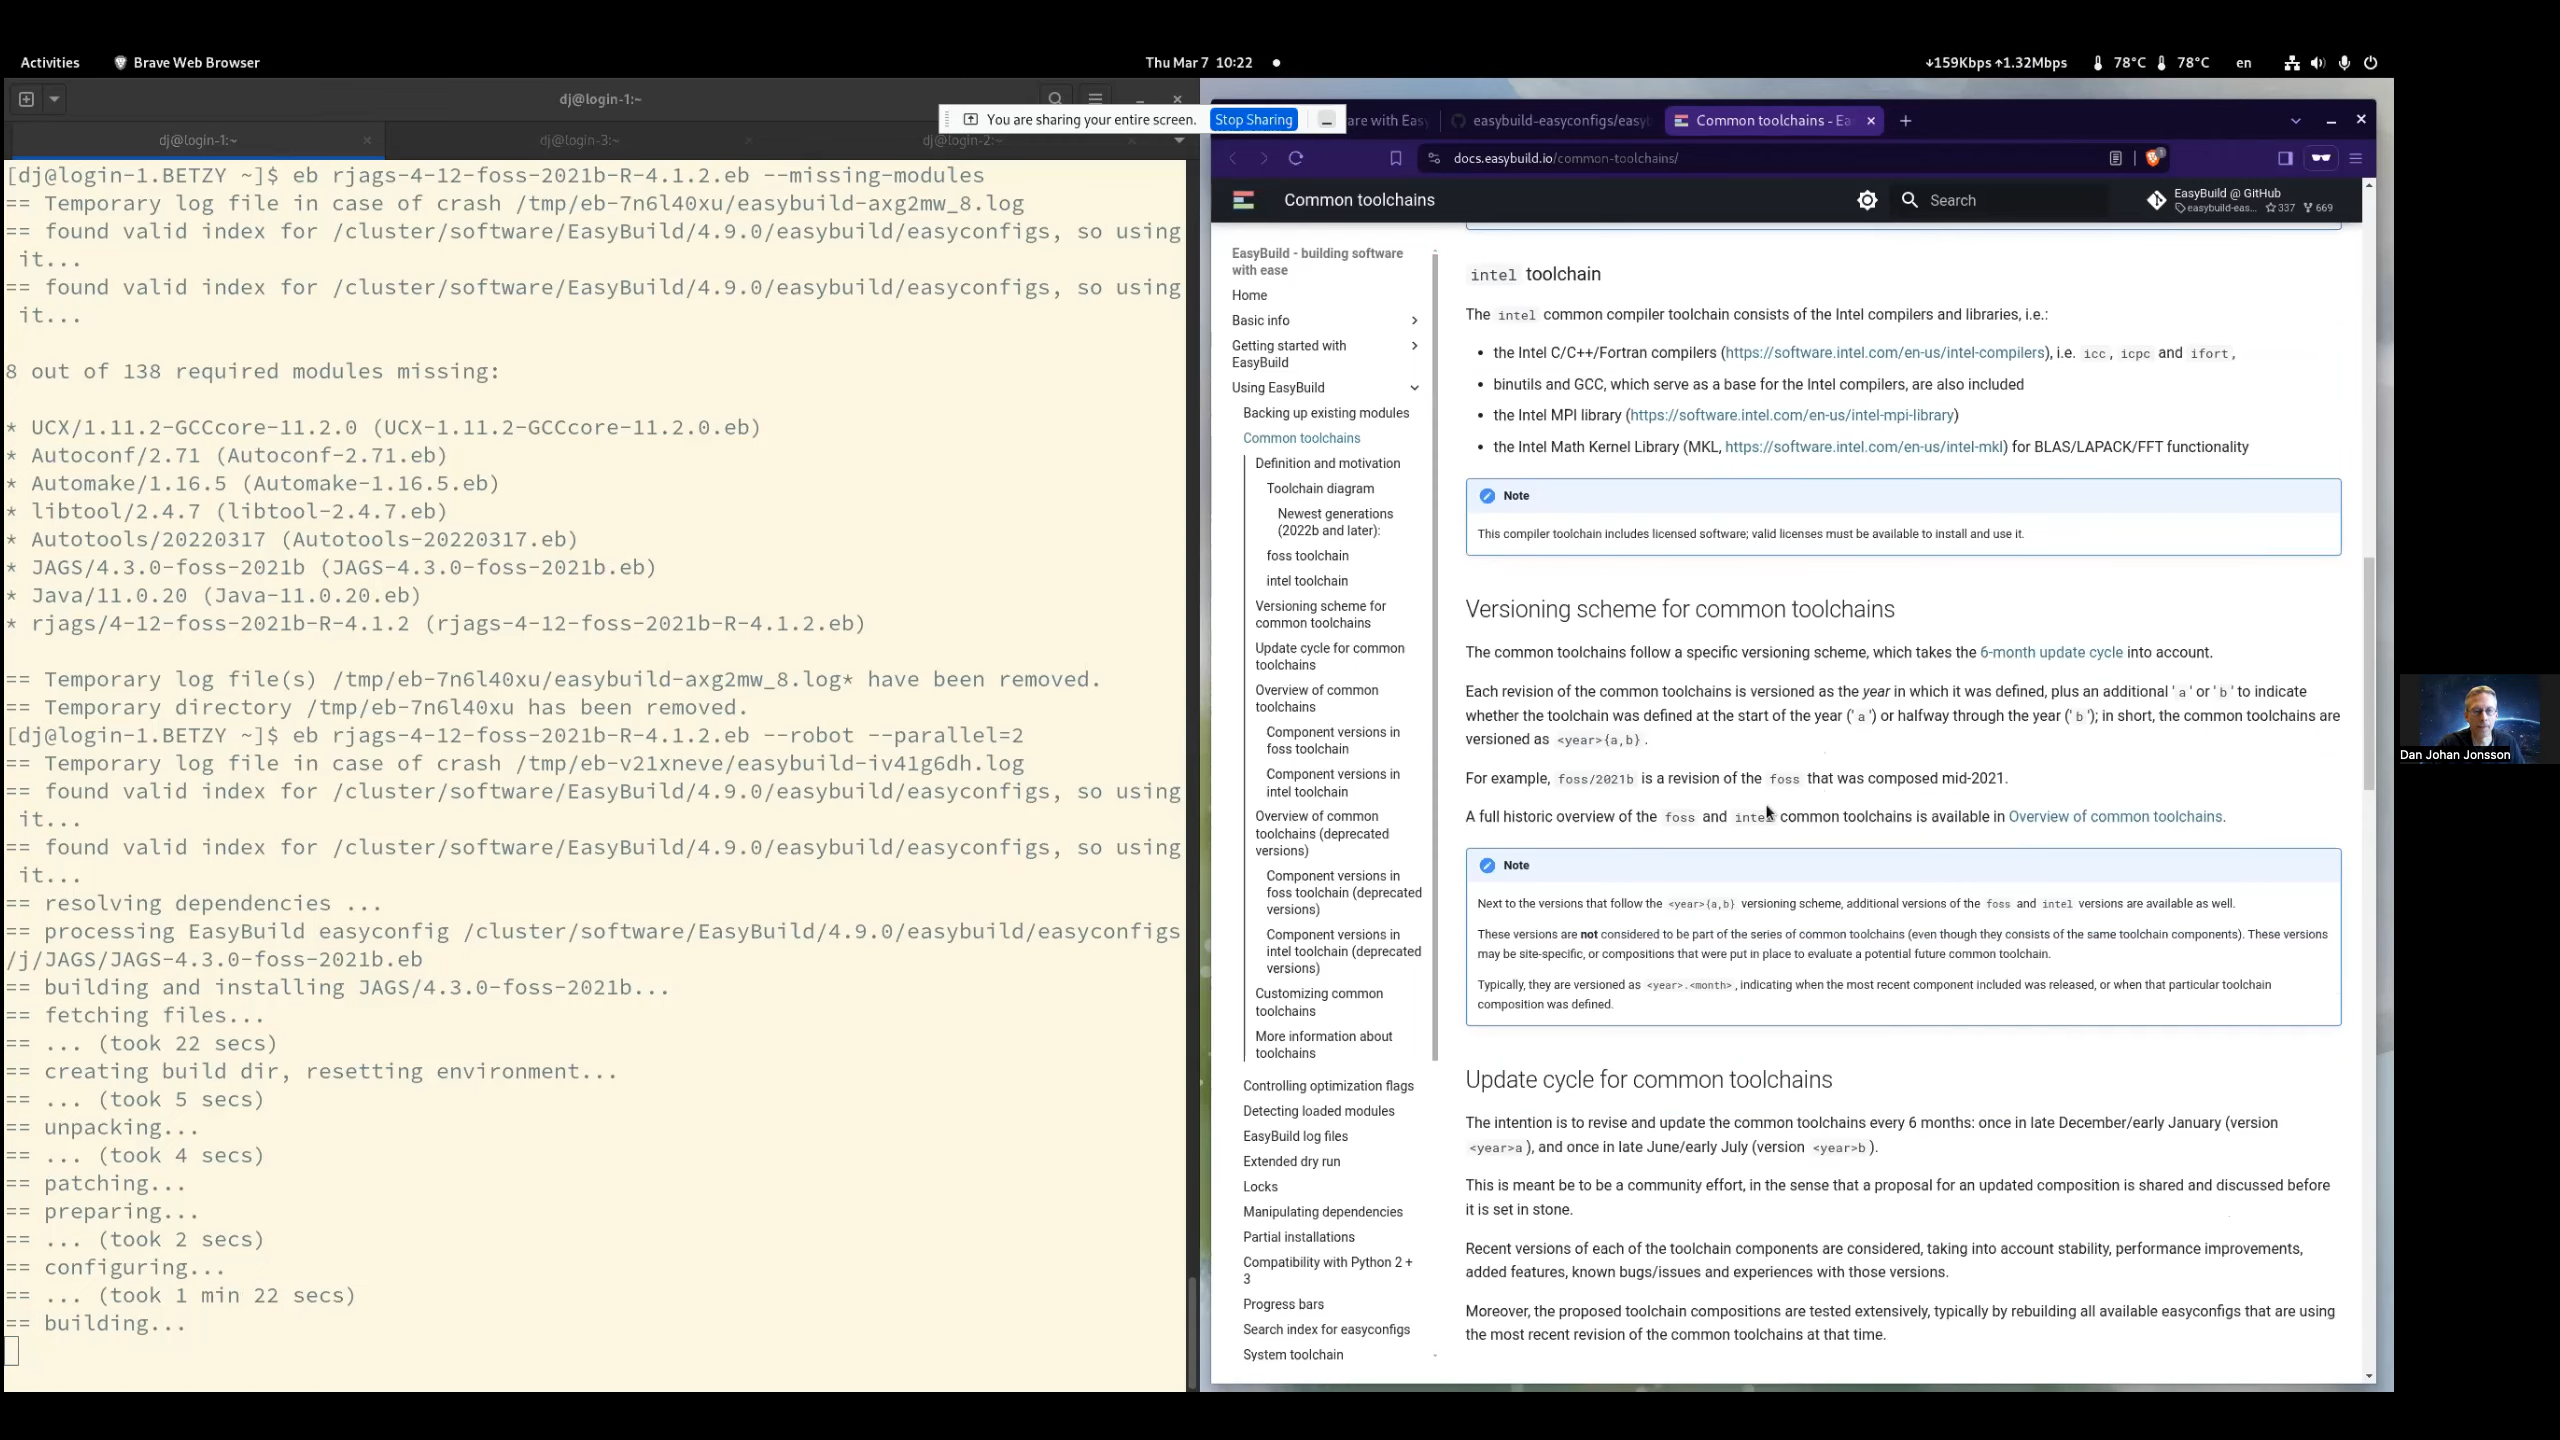 Activities
Brave Web Browser
Thu Mar 7 10:22
↓159Kbps ↑1.32Mbps
78°C
78°C
en
dj@login-1:~
dj@login-1:~
dj@login-3:~
dj@login-2:~
You are sharing your entire screen.
Stop Sharing
[dj@login-1.BETZY ~]$ eb rjags-4-12-foss-2021b-R-4.1.2.eb --missing-modules
== Temporary log file in case of crash /tmp/eb-7n6l40xu/easybuild-axg2mw_8.log
== found valid index for /cluster/software/EasyBuild/4.9.0/easybuild/easyconfigs, so using
it...
== found valid index for /cluster/software/EasyBuild/4.9.0/easybuild/easyconfigs, so using
it...
8 out of 138 required modules missing:
* UCX/1.11.2-GCCcore-11.2.0 (UCX-1.11.2-GCCcore-11.2.0.eb)
* Autoconf/2.71 (Autoconf-2.71.eb)
* Automake/1.16.5 (Automake-1.16.5.eb)
* libtool/2.4.7 (libtool-2.4.7.eb)
* Autotools/20220317 (Autotools-20220317.eb)
* JAGS/4.3.0-foss-2021b (JAGS-4.3.0-foss-2021b.eb)
* Java/11.0.20 (Java-11.0.20.eb)
* rjags/4-12-foss-2021b-R-4.1.2 (rjags-4-12-foss-2021b-R-4.1.2.eb)
== Temporary log file(s) /tmp/eb-7n6l40xu/easybuild-axg2mw_8.log* have been removed.
== Temporary directory /tmp/eb-7n6l40xu has been removed.
[dj@login-1.BETZY ~]$ eb rjags-4-12-foss-2021b-R-4.1.2.eb --robot --parallel=2
== Temporary log file in case of crash /tmp/eb-v21xneve/easybuild-iv41g6dh.log
== found valid index for /cluster/software/EasyBuild/4.9.0/easybuild/easyconfigs, so using
it...
== found valid index for /cluster/software/EasyBuild/4.9.0/easybuild/easyconfigs, so using
it...
== resolving dependencies ...
== processing EasyBuild easyconfig /cluster/software/EasyBuild/4.9.0/easybuild/easyconfigs
/j/JAGS/JAGS-4.3.0-foss-2021b.eb
== building and installing JAGS/4.3.0-foss-2021b...
== fetching files...
== ... (took 22 secs)
== creating build dir, resetting environment...
== ... (took 5 secs)
== unpacking...
== ... (took 4 secs)
== patching...
== preparing...
== ... (took 2 secs)
== configuring...
== ... (took 1 min 22 secs)
== building...
are with Easy
easybuild-easyconfigs/easyb
Common toolchains - Ea
docs.easybuild.io/common-toolchains/
Common toolchains
Search
EasyBuild @ GitHub
easybuild-eas... 337 669
EasyBuild - building software
with ease
Home
Basic info
Getting started with
EasyBuild
Using EasyBuild
Backing up existing modules
Common toolchains
Definition and motivation
Toolchain diagram
Newest generations
(2022b and later):
foss toolchain
intel toolchain
Versioning scheme for
common toolchains
Update cycle for common
toolchains
Overview of common
toolchains
Component versions in
foss toolchain
Component versions in
intel toolchain
Overview of common
toolchains (deprecated
versions)
Component versions in
foss toolchain (deprecated
versions)
Component versions in
intel toolchain (deprecated
versions)
Customizing common
toolchains
More information about
toolchains
Controlling optimization flags
Detecting loaded modules
EasyBuild log files
Extended dry run
Locks
Manipulating dependencies
Partial installations
Compatibility with Python 2 +
3
Progress bars
Search index for easyconfigs
System toolchain
intel toolchain
The intel common compiler toolchain consists of the Intel compilers and libraries, i.e.:
• the Intel C/C++/Fortran compilers (https://software.intel.com/en-us/intel-compilers), i.e. icc, icpc and ifort,
• binutils and GCC, which serve as a base for the Intel compilers, are also included
• the Intel MPI library (https://software.intel.com/en-us/intel-mpi-library)
• the Intel Math Kernel Library (MKL, https://software.intel.com/en-us/intel-mkl) for BLAS/LAPACK/FFT functionality
Note
This compiler toolchain includes licensed software; valid licenses must be available to install and use it.
Versioning scheme for common toolchains
The common toolchains follow a specific versioning scheme, which takes the 6-month update cycle into account.
Each revision of the common toolchains is versioned as the year in which it was defined, plus an additional 'a' or 'b' to indicate
whether the toolchain was defined at the start of the year ('a') or halfway through the year ('b'); in short, the common toolchains are
versioned as <year>{a,b}.
For example, foss/2021b is a revision of the foss that was composed mid-2021.
A full historic overview of the foss and intel common toolchains is available in Overview of common toolchains.
Note
Next to the versions that follow the <year>{a,b} versioning scheme, additional versions of the foss and intel versions are available as well.
These versions are not considered to be part of the series of common toolchains (even though they consists of the same toolchain components). These versions
may be site-specific, or compositions that were put in place to evaluate a potential future common toolchain.
Typically, they are versioned as <year>.<month>, indicating when the most recent component included was released, or when that particular toolchain
composition was defined.
Update cycle for common toolchains
The intention is to revise and update the common toolchains every 6 months: once in late December/early January (version
<year>a), and once in late June/early July (version <year>b).
This is meant be to be a community effort, in the sense that a proposal for an updated composition is shared and discussed before
it is set in stone.
Recent versions of each of the toolchain components are considered, taking into account stability, performance improvements,
added features, known bugs/issues and experiences with those versions.
Moreover, the proposed toolchain compositions are tested extensively, typically by rebuilding all available easyconfigs that are using
the most recent revision of the common toolchains at that time.
Dan Johan Jonsson